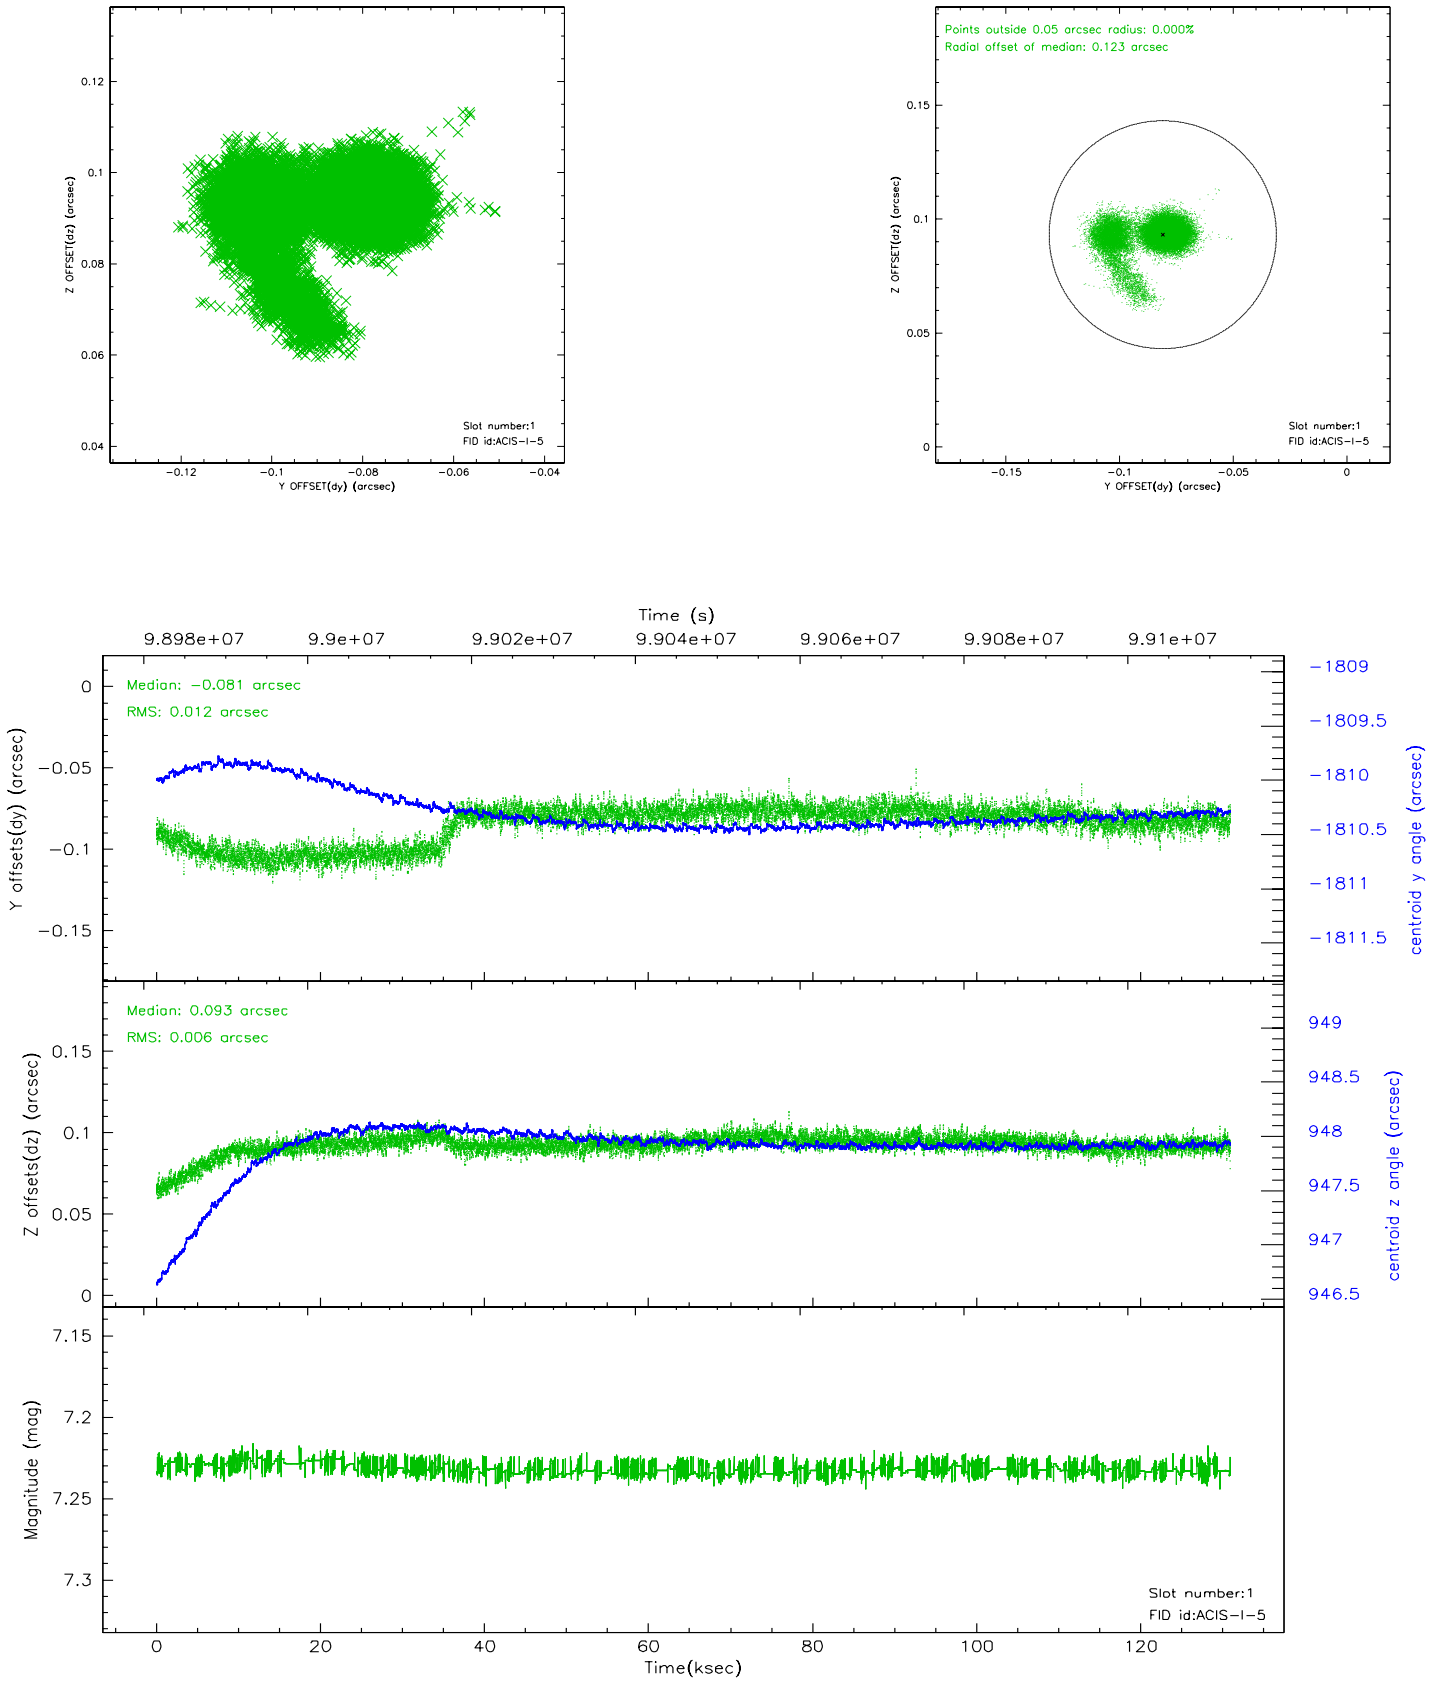 0.12
0.1
0.08
0.06
0.04
Z OFFSET(dz) (arcsec)
Slot number:1
FID id:ACIS-I-5
-0.12 -0.1 -0.08 -0.06 -0.04
Y OFFSET(dy) (arcsec)
Points outside 0.05 arcsec radius: 0.000%
Radial offset of median: 0.123 arcsec
0.15
0.1
0.05
0
Z OFFSET(dz) (arcsec)
Slot number:1
FID id:ACIS-I-5
-0.15 -0.1 -0.05 0
Y OFFSET(dy) (arcsec)
Time (s)
9.898e+07 9.9e+07 9.902e+07 9.904e+07 9.906e+07 9.908e+07 9.91e+07
Median: -0.081 arcsec
RMS: 0.012 arcsec
0
-0.05
-0.1
-0.15
Y offsets(dy) (arcsec)
-1809
-1809.5
-1810
-1810.5
-1811
-1811.5
centroid y angle (arcsec)
Median: 0.093 arcsec
RMS: 0.006 arcsec
0.15
0.1
0.05
0
Z offsets(dz) (arcsec)
949
948.5
948
947.5
947
946.5
centroid z angle (arcsec)
7.15
7.2
7.25
7.3
Magnitude (mag)
Slot number:1
FID id:ACIS-I-5
0 20 40 60 80 100 120
Time(ksec)